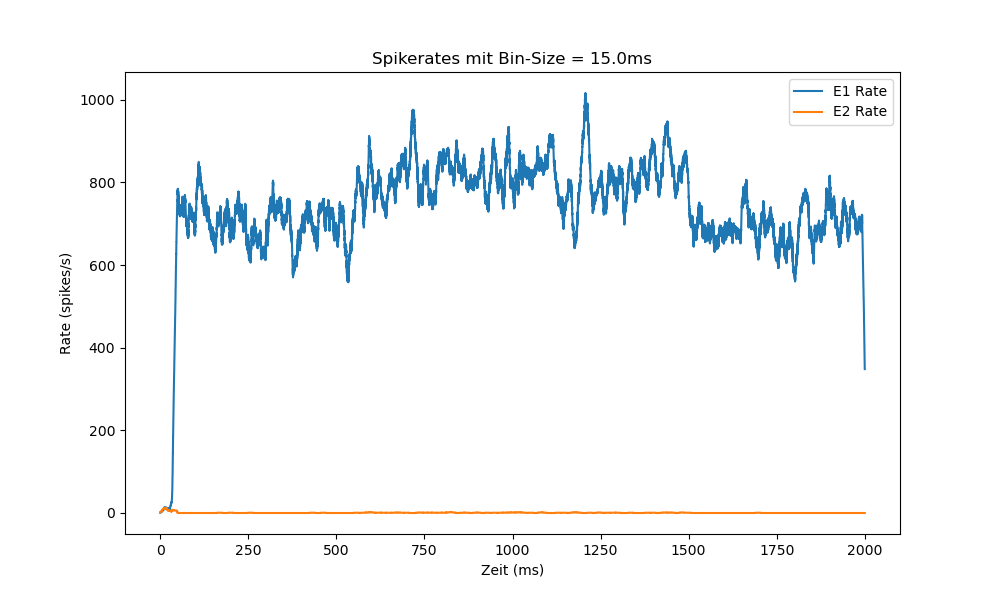 Spikerates mit Bin-Size = 15.0ms
E1 Rate
E2 Rate
1000
800
600
400
200
0
Rate (spikes/s)
0 250 500 750 1000 1250 1500 1750 2000
Zeit (ms)